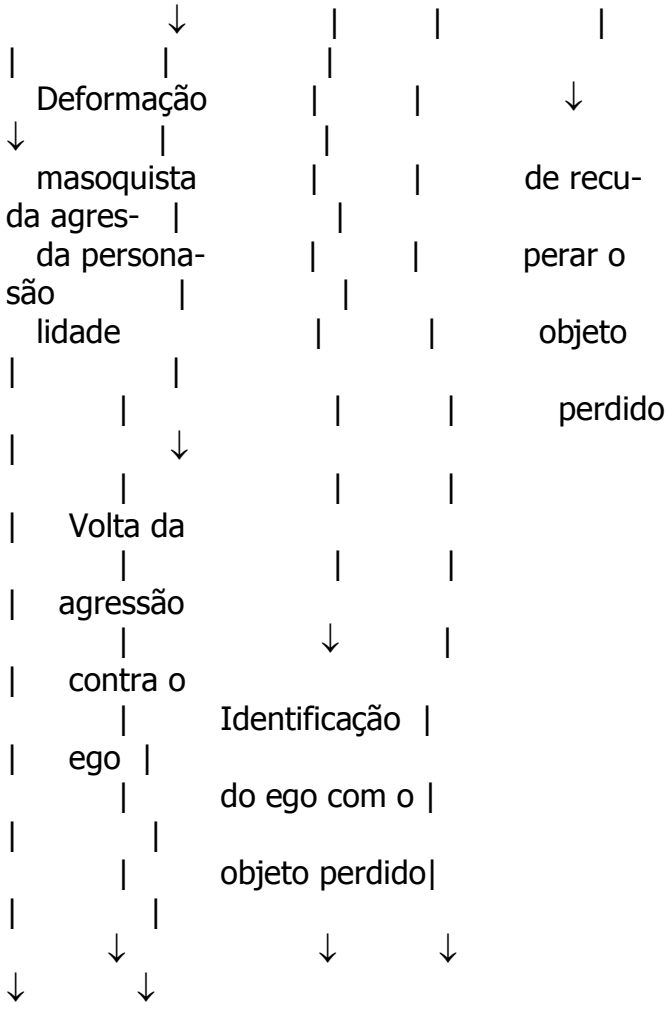 ↓ | | |
| | |
Deformação | | ↓
↓ | |
masoquista | | de recu-
da agres- | |
da persona- | | perar o
são | |
lidade | | objeto
| |
| | | perdido
| ↓
| | |
| Volta da
| | |
| agressão
| ↓ |
| contra o
| Identificação |
| ego |
| do ego com o |
| |
| objeto perdido|
| |
↓ ↓ ↓
↓ ↓